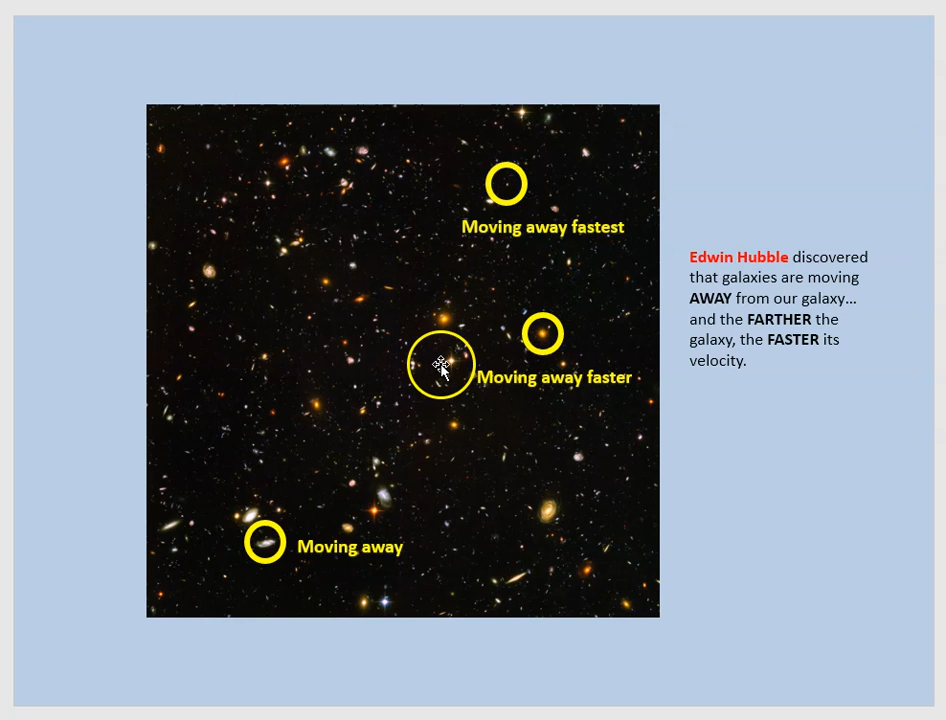 Moving away fastest
Edwin Hubble discovered
that galaxies are moving
AWAY from our galaxy...
and the FARTHER the
galaxy, the FASTER its
velocity.
Moving away faster
Moving away